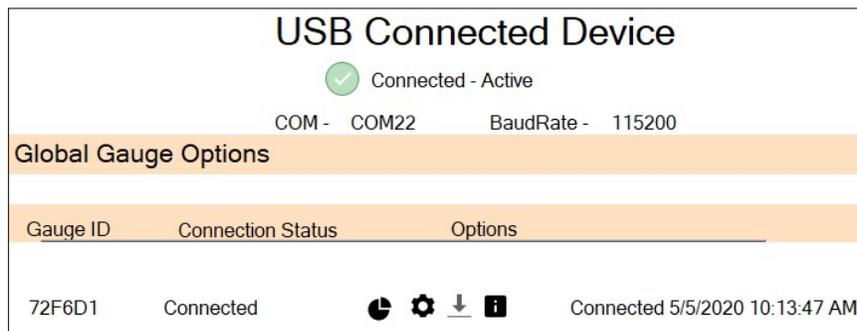 USB Connected Device
Connected - Active
COM - COM22 BaudRate - 115200
Global Gauge Options
Gauge ID Connection Status Options
72F6D1 Connected Connected 5/5/2020 10:13:47 AM